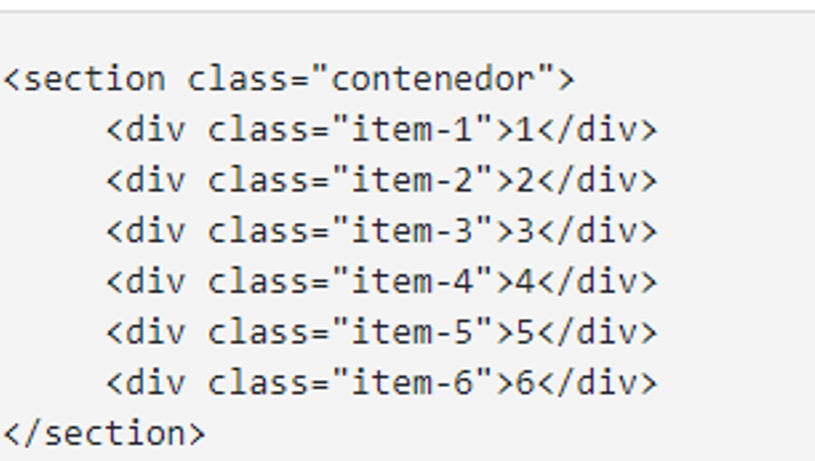 <section class="contenedor">
     <div class="item-1">1</div>
     <div class="item-2">2</div>
     <div class="item-3">3</div>
     <div class="item-4">4</div>
     <div class="item-5">5</div>
     <div class="item-6">6</div>
</section>